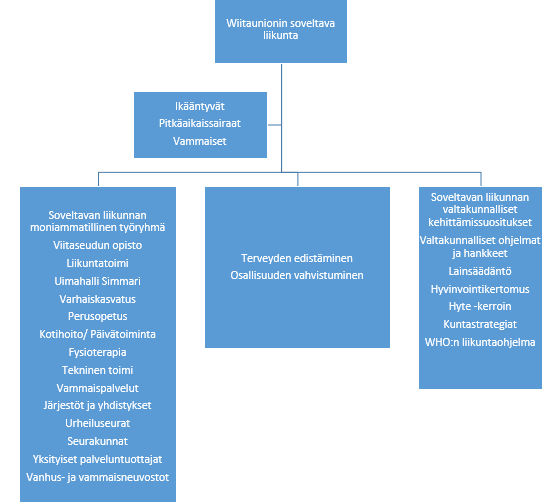 Wiitaunionin soveltava
liikunta
Ikääntyvät
Pitkäaikaissairaat
Vammaiset
Soveltavan liikunnan
moniammatillinen työryhmä
Viitaseudun opisto
Liikuntatoimi
Uimahalli Simmari
Varhaiskasvatus
Perusopetus
Kotihoito/ Päivätoiminta
Fysioterapia
Tekninen toimi
Vammaispalvelut
Järjestöt ja yhdistykset
Urheiluseurat
Seurakunnat
Yksityiset palveluntuottajat
Vanhus- ja vammaisneuvostot
Terveyden edistäminen
Osallisuuden vahvistuminen
Soveltavan liikunnan
valtakunnalliset
kehittämissuositukset
Valtakunnalliset ohjelmat
ja hankkeet
Lainsäädäntö
Hyvinvointikertomus
Hyte -kerroin
Kuntastrategiat
WHO:n liikuntaohjelma